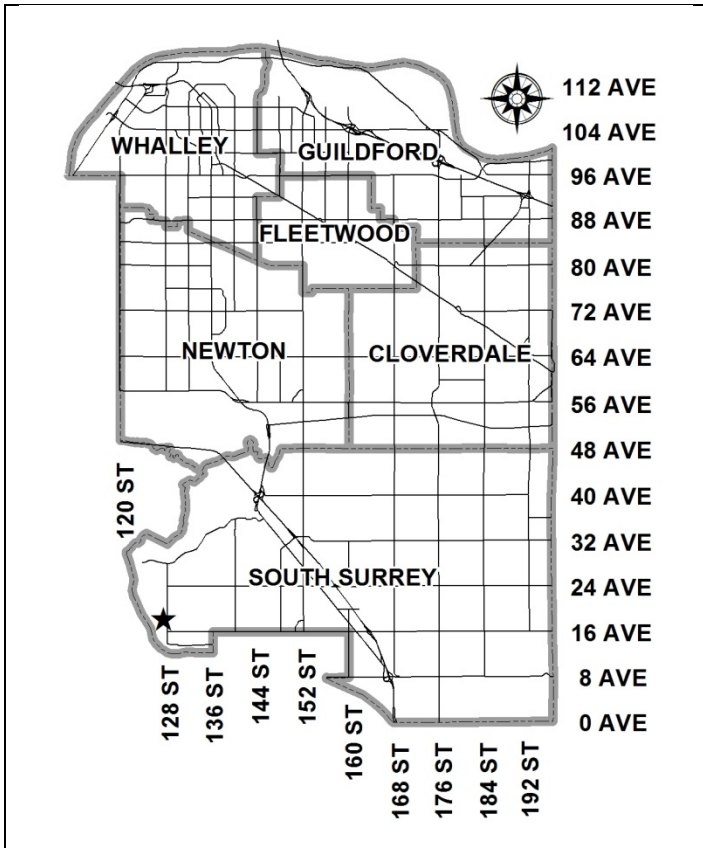 112 AVE
104 AVE
WHALLEY
GUILDFORD
96 AVE
88 AVE
FLEETWOOD
80 AVE
72 AVE
NEWTON
CLOVERDALE
64 AVE
56 AVE
48 AVE
120 ST
40 AVE
32 AVE
SOUTH SURREY
24 AVE
16 AVE
128 ST
136 ST
144 ST
152 ST
160 ST
8 AVE
0 AVE
168 ST
176 ST
184 ST
192 ST